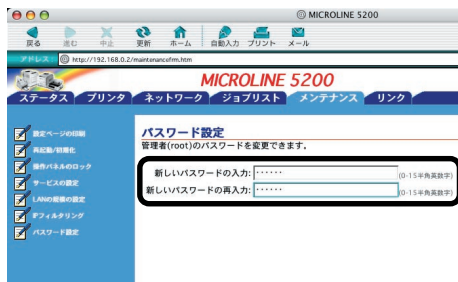 MICROLINE 5200
戻る 進む 中止 更新 ホーム 自動入力 プリント メール
アドレス: http://192.168.0.2/maintenancefrm.htm
MICROLINE 5200
ステータス プリンタ ネットワーク ジョブリスト メンテナンス リンク
設定ページの印刷
再起動/初期化
操作パネルのロック
サービスの設定
LANの規模の設定
IPフィルタリング
パスワード設定
パスワード設定
管理者(root)のパスワードを変更できます。
新しいパスワードの入力: ······ (0-15半角英数字)
新しいパスワードの再入力: ······ (0-15半角英数字)